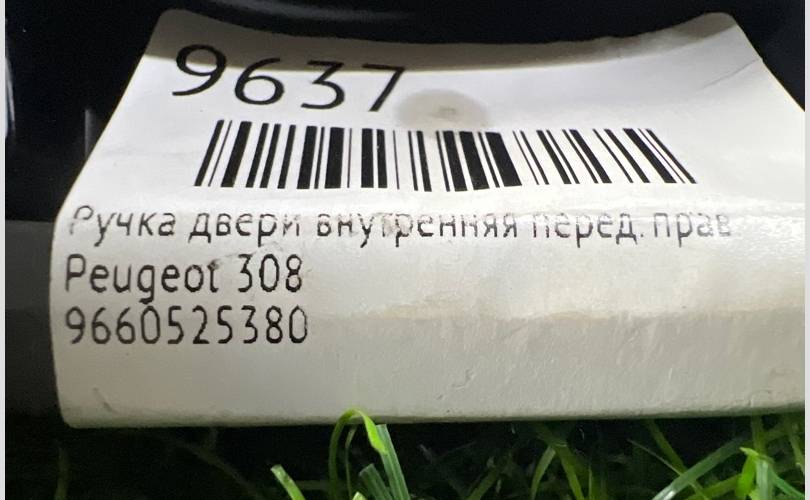 9637
Ручка двери внутренняя перед. прав
Peugeot 308
9660525380